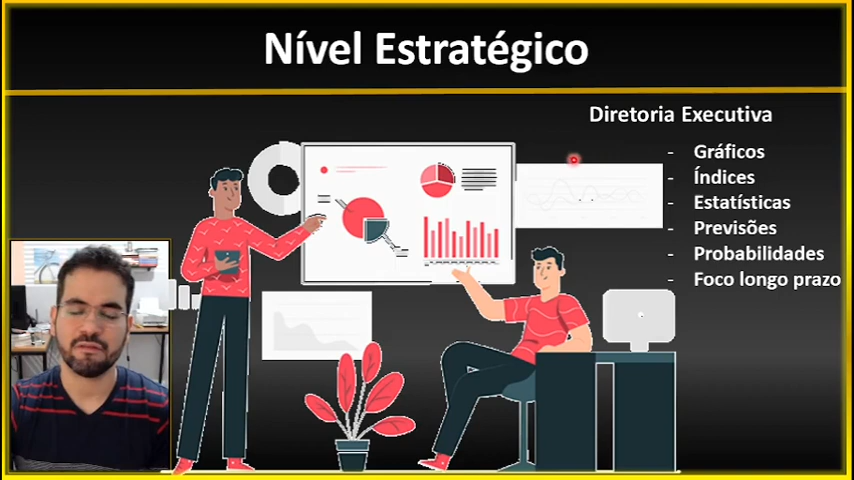 Nível Estratégico
Diretoria Executiva
- Gráficos
- Índices
- Estatísticas
- Previsões
- Probabilidades
- Foco longo prazo